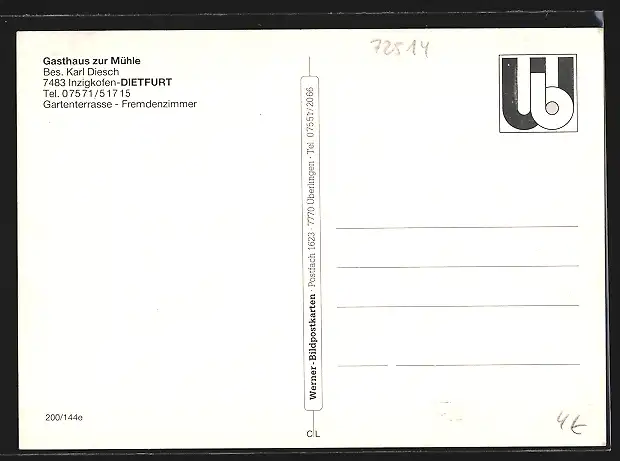 Gasthaus zur Mühle
Bes. Karl Diesch
7483 Inzigkofen-DIETFURT
Tel. 07571/51715
Gartenterrasse - Fremdenzimmer
72514
Werner-Bildpostkarten · Postfach 1623 · 7770 Überlingen · Tel. 07551/2066
200/144e
CL
4€